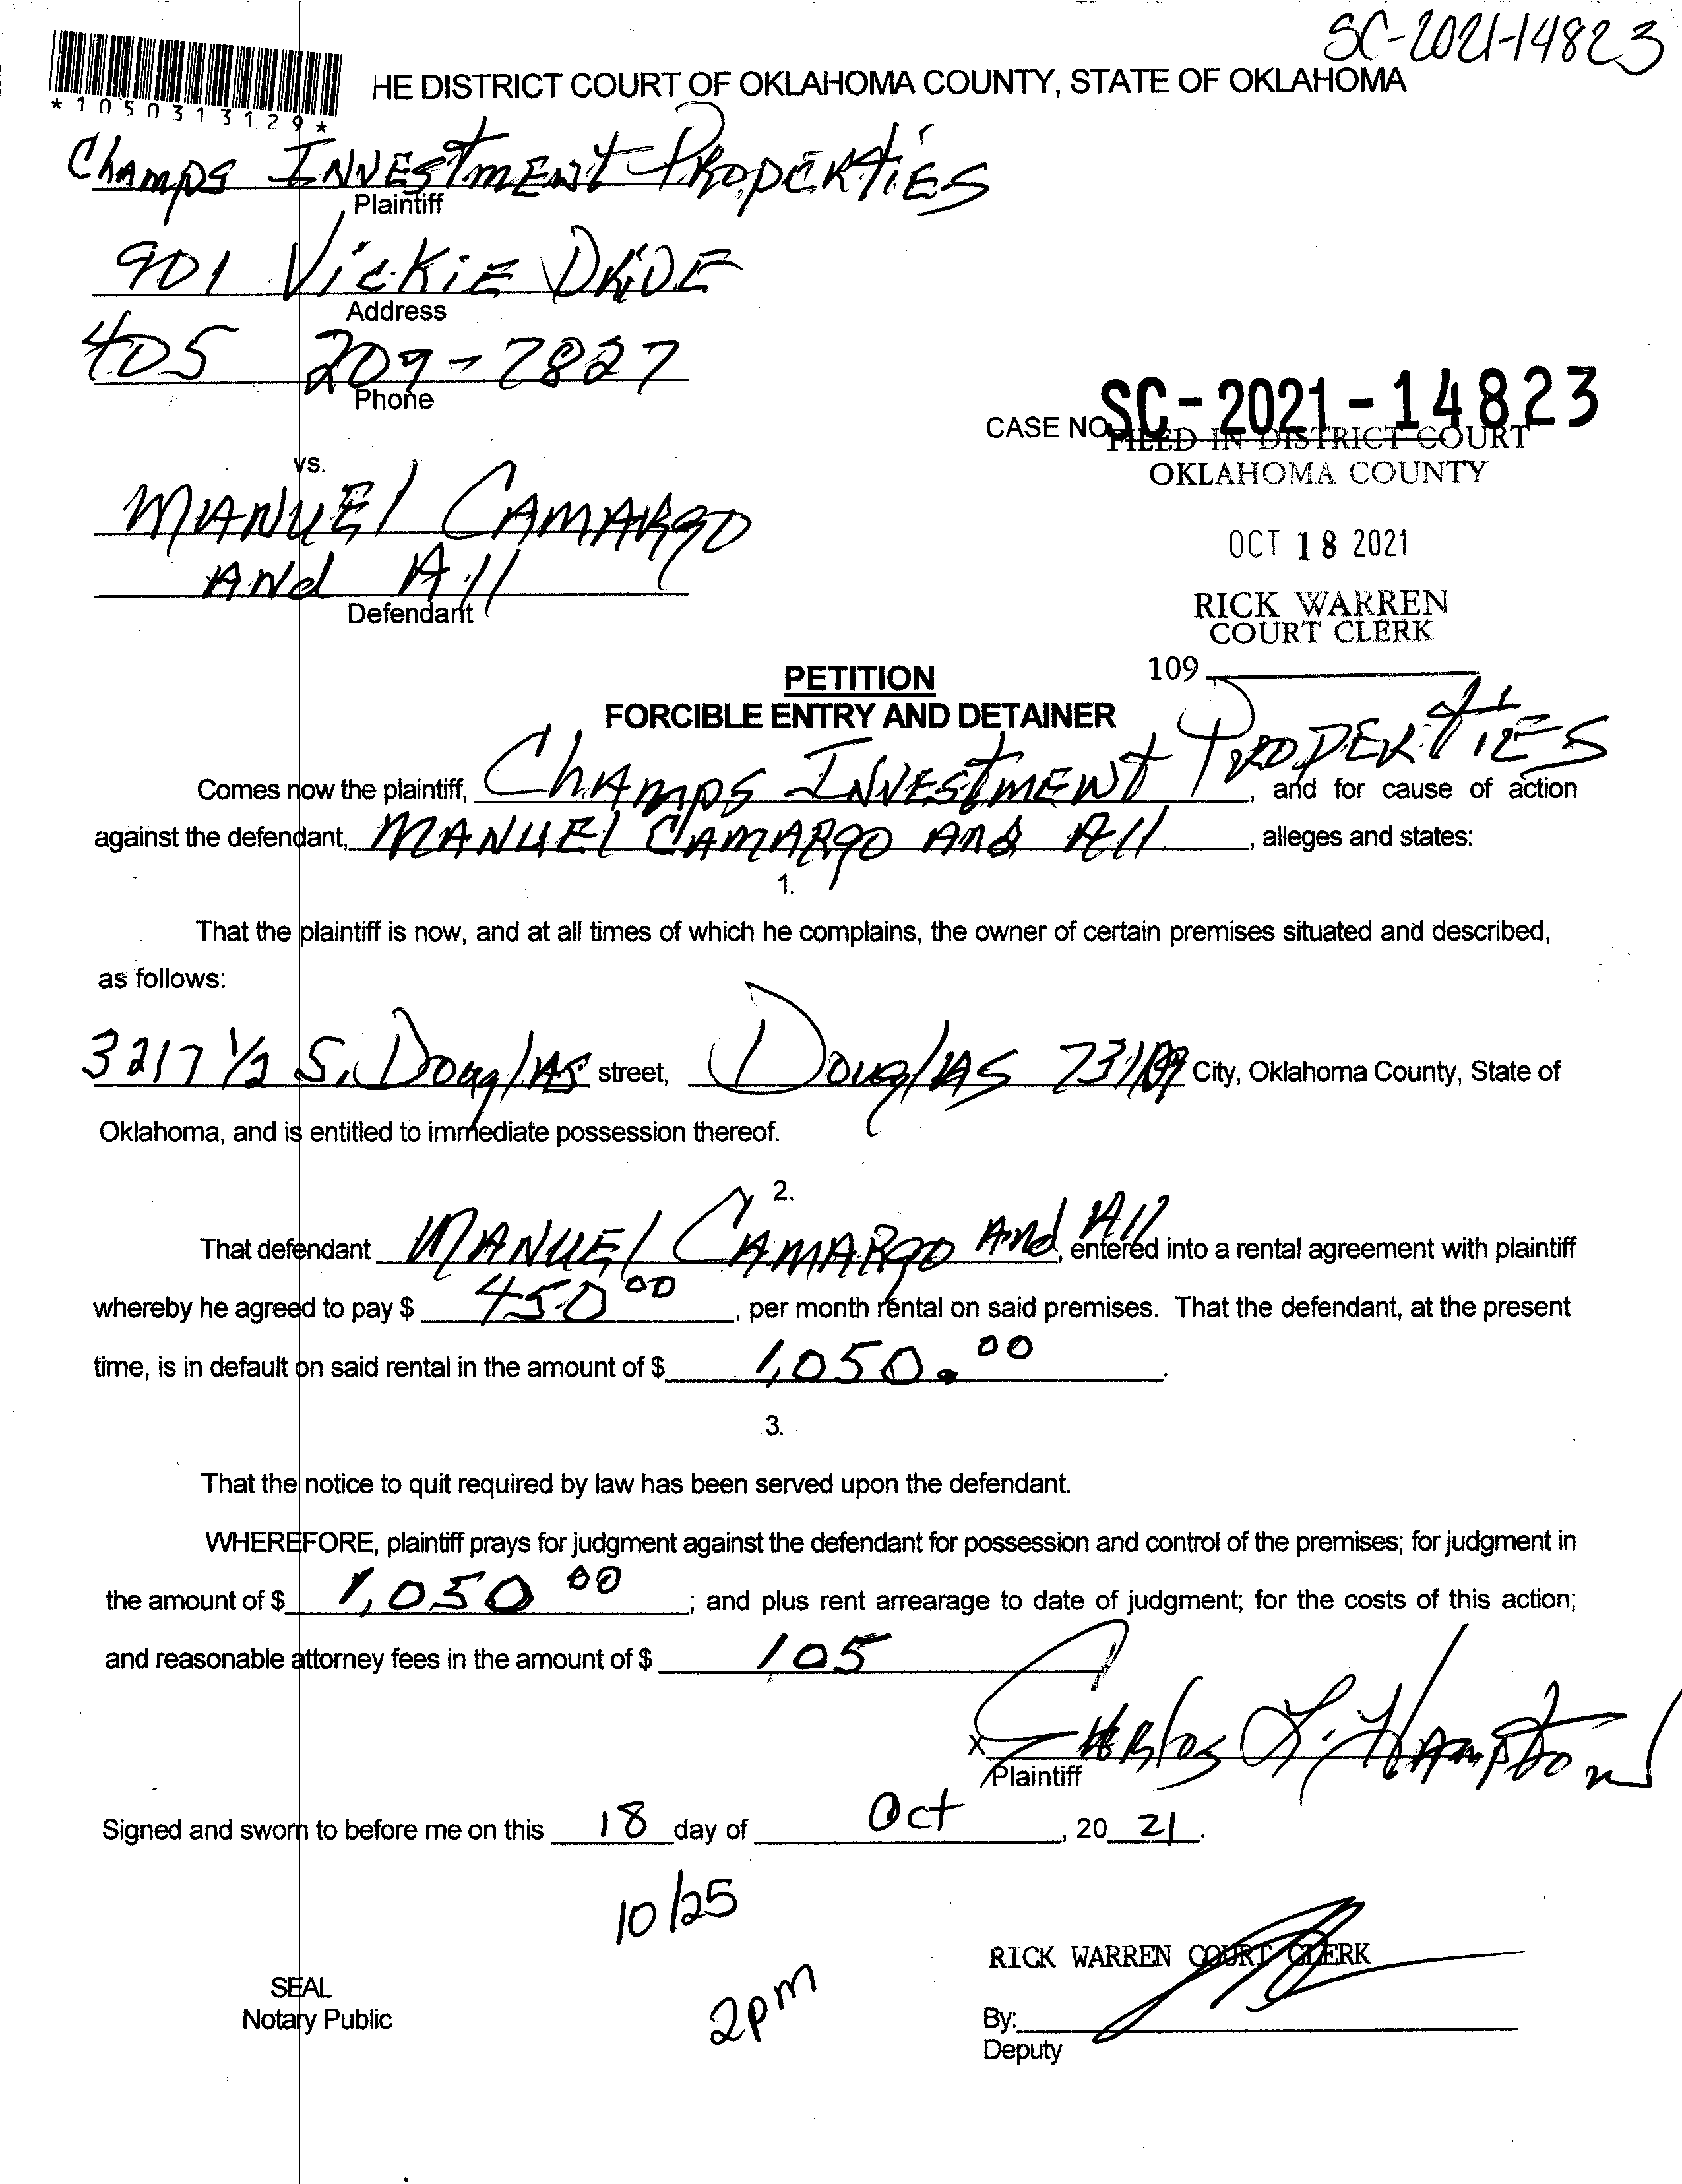 SC-2021-14823
*1050313129*
HE DISTRICT COURT OF OKLAHOMA COUNTY, STATE OF OKLAHOMA
Champs Investment Properties
Plaintiff
901 Vickie Drive
Address
405 209-7827
Phone
CASE NO SC-2021-14823
FILED IN DISTRICT COURT
OKLAHOMA COUNTY
vs.
Manuel Camargo
OCT 18 2021
And All
Defendant
RICK WARREN
COURT CLERK
109
PETITION
FORCIBLE ENTRY AND DETAINER
Comes now the plaintiff, Champs Investment Properties, and for cause of action
against the defendant, Manuel Camargo And All, alleges and states:
1.
That the plaintiff is now, and at all times of which he complains, the owner of certain premises situated and described,
as follows:
3217 1/2 S. Douglas street, Douglas City, Oklahoma County, State of
Oklahoma, and is entitled to immediate possession thereof.
2.
That defendant Manuel Camargo And All, entered into a rental agreement with plaintiff
whereby he agreed to pay $ 450 00, per month rental on said premises. That the defendant, at the present
time, is in default on said rental in the amount of $ 1,050.00.
3.
That the notice to quit required by law has been served upon the defendant.
WHEREFORE, plaintiff prays for judgment against the defendant for possession and control of the premises; for judgment in
the amount of $ 1,050 00; and plus rent arrearage to date of judgment; for the costs of this action;
and reasonable attorney fees in the amount of $ 105
X Charles L. Hampton
Plaintiff
Signed and sworn to before me on this 18 day of Oct, 20 21.
10/25
RICK WARREN COURT CLERK
SEAL
Notary Public
2pm
By:
Deputy